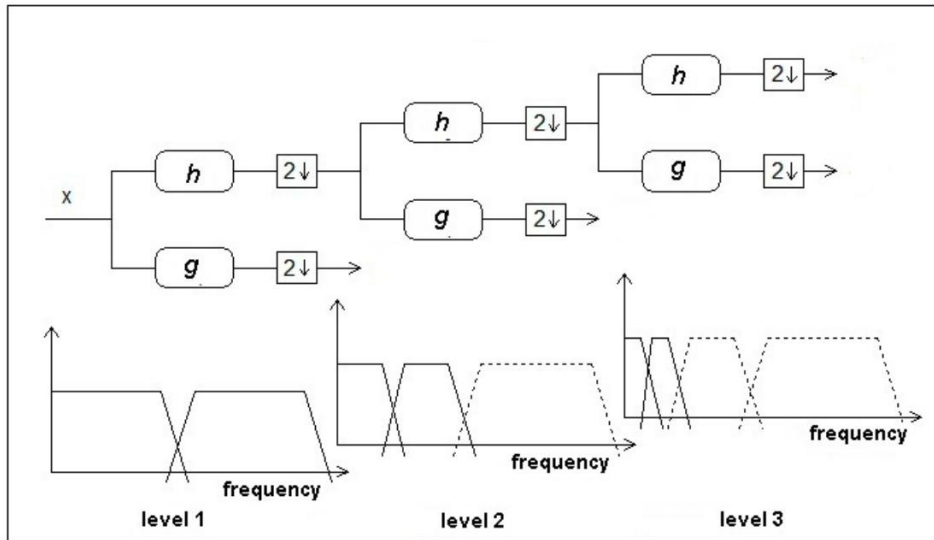 h 2↓
h 2↓
x h 2↓ g 2↓
g 2↓
g 2↓
frequency frequency frequency
level 1 level 2 level 3